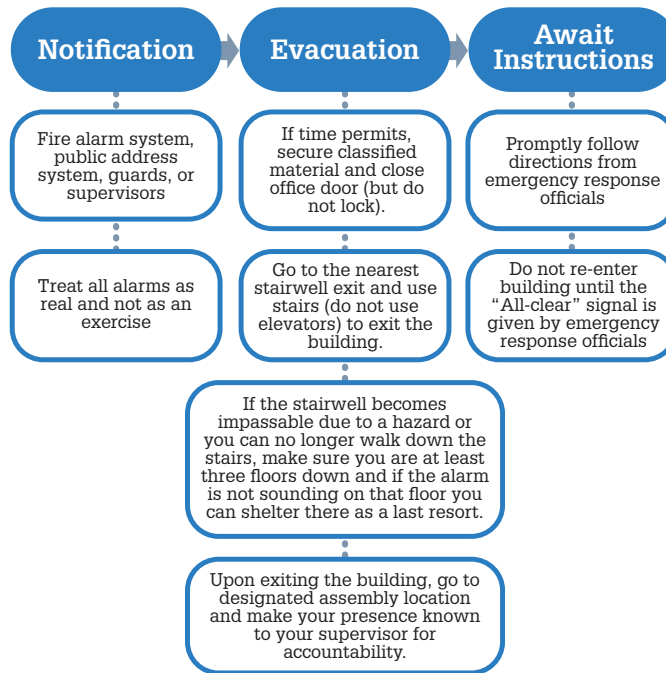 Notification
Evacuation
Await
Instructions
Fire alarm system,
public address
system, guards, or
supervisors
Treat all alarms as
real and not as an
exercise
If time permits,
secure classified
material and close
office door (but do
not lock).
Go to the nearest
stairwell exit and use
stairs (do not use
elevators) to exit the
building.
If the stairwell becomes
impassable due to a hazard or
you can no longer walk down the
stairs, make sure you are at least
three floors down and if the alarm
is not sounding on that floor you
can shelter there as a last resort.
Upon exiting the building, go to
designated assembly location
and make your presence known
to your supervisor for
accountability.
Promptly follow
directions from
emergency response
officials
Do not re-enter
building until the
“All-clear” signal is
given by emergency
response officials